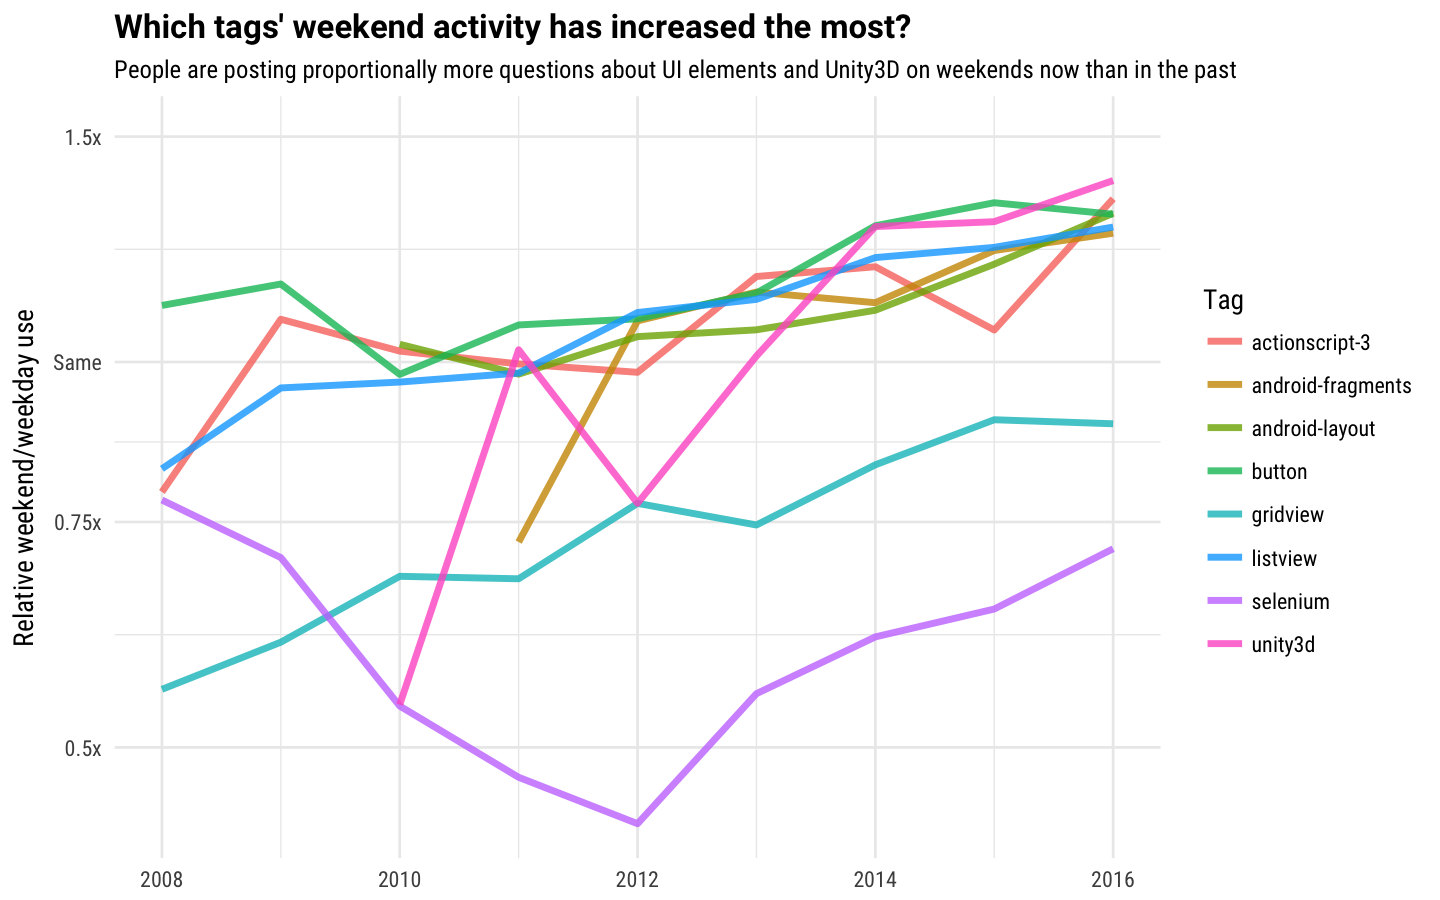 Which tags' weekend activity has increased the most?
People are posting proportionally more questions about UI elements and Unity3D on weekends now than in the past
Relative weekend/weekday use
1.5x
Same
0.75x
0.5x
2008 2010 2012 2014 2016
Tag
actionscript-3
android-fragments
android-layout
button
gridview
listview
selenium
unity3d